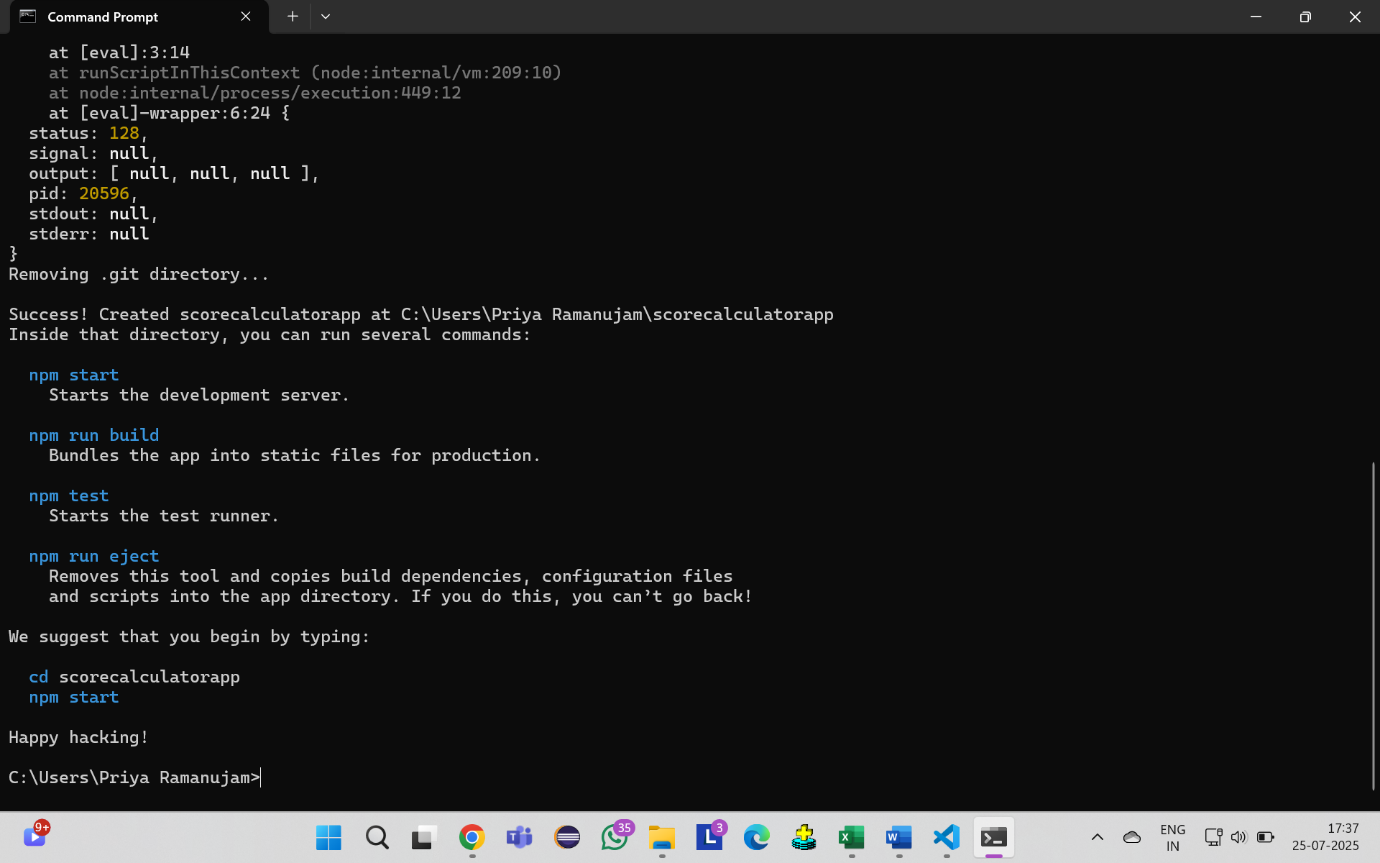 Command Prompt
at [eval]:3:14
at runScriptInThisContext (node:internal/vm:209:10)
at node:internal/process/execution:449:12
at [eval]-wrapper:6:24 {
status: 128,
signal: null,
output: [ null, null, null ],
pid: 20596,
stdout: null,
stderr: null
}
Removing .git directory...
Success! Created scorecalculatorapp at C:\Users\Priya Ramanujam\scorecalculatorapp
Inside that directory, you can run several commands:
npm start
Starts the development server.
npm run build
Bundles the app into static files for production.
npm test
Starts the test runner.
npm run eject
Removes this tool and copies build dependencies, configuration files
and scripts into the app directory. If you do this, you can't go back!
We suggest that you begin by typing:
cd scorecalculatorapp
npm start
Happy hacking!
C:\Users\Priya Ramanujam>
9+
35
3
ENG
IN
17:37
25-07-2025